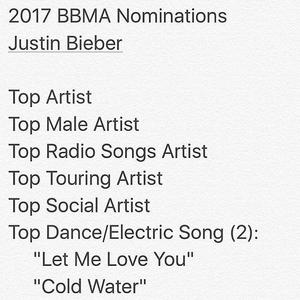 2017 BBMA Nominations
Justin Bieber
Top Artist
Top Male Artist
Top Radio Songs Artist
Top Touring Artist
Top Social Artist
Top Dance/Electric Song (2):
"Let Me Love You"
"Cold Water"